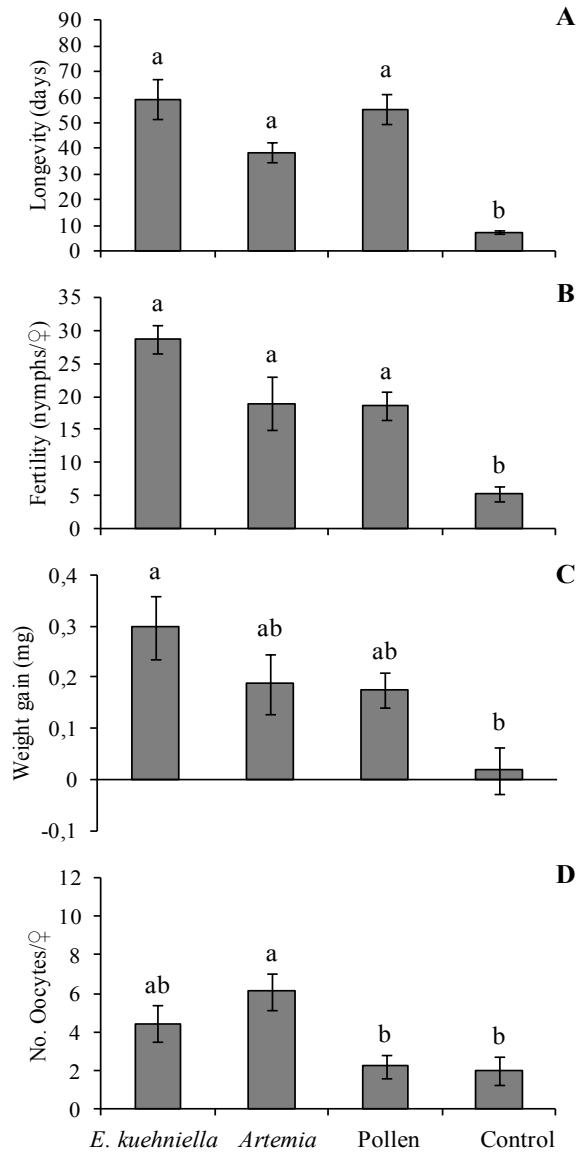 A
Longevity (days)
90
80
70
60
50
40
30
20
10
0
a
a
a
b
B
Fertility (nymphs/♀)
35
30
25
20
15
10
5
0
a
a
a
b
C
Weight gain (mg)
0,4
0,3
0,2
0,1
0
-0,1
a
ab
ab
b
D
No. Oocytes/♀
12
10
8
6
4
2
0
ab
a
b
b
E. kuehniella Artemia Pollen Control